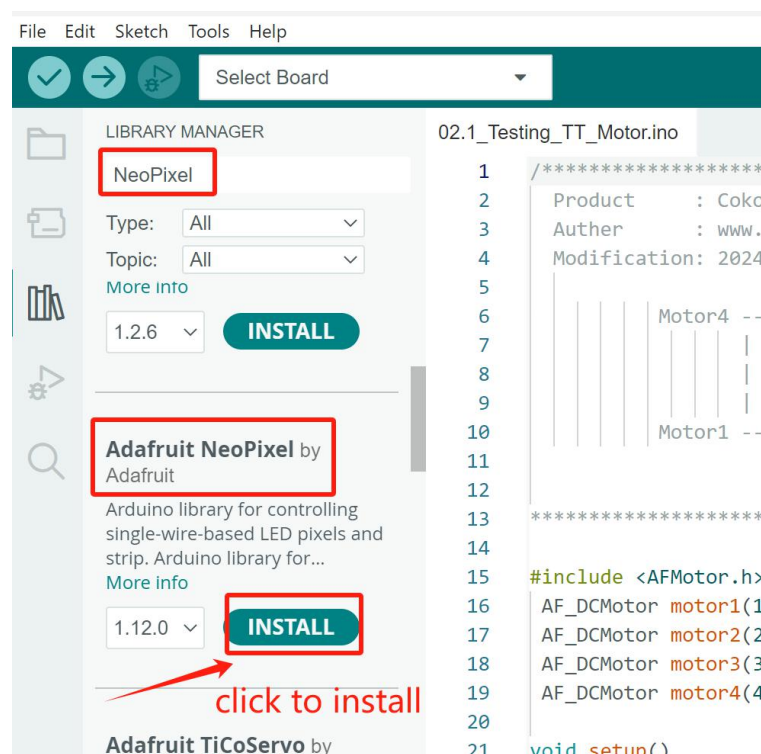 File Edit Sketch Tools Help
Select Board
LIBRARY MANAGER
NeoPixel
Type: All
Topic: All
More info
1.2.6 INSTALL
Adafruit NeoPixel by
Adafruit
Arduino library for controlling
single-wire-based LED pixels and
strip. Arduino library for...
More info
1.12.0 INSTALL
click to install
Adafruit TiCoServo by
02.1_Testing_TT_Motor.ino
1 /*******************
2 Product : Coko
3 Auther : www.
4 Modification: 2024
5
6 Motor4 --
7 |
8 |
9 |
10 Motor1 --
11
12
13 *******************
14
15 #include <AFMotor.h>
16 AF_DCMotor motor1(1
17 AF_DCMotor motor2(2
18 AF_DCMotor motor3(3
19 AF_DCMotor motor4(4
20
21 void setup()